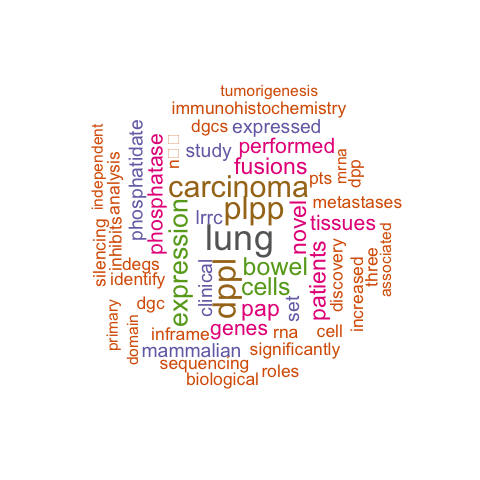 tumorigenesis
immunohistochemistry
dgcs
expressed
independent
phosphatidate
phosphatase
study
performed
fusions
mrna
dpp
analysis
carcinoma
pts
metastases
silencing
inhibits
expression
lrrc
plpp
novel
tissues
lung
degs
identify
clinical
dppl
bowel
cells
patients
discovery
increased
three
associated
primary
domain
dgc
pap
set
inframe
genes
rna
cell
mammalian
significantly
sequencing
roles
biological